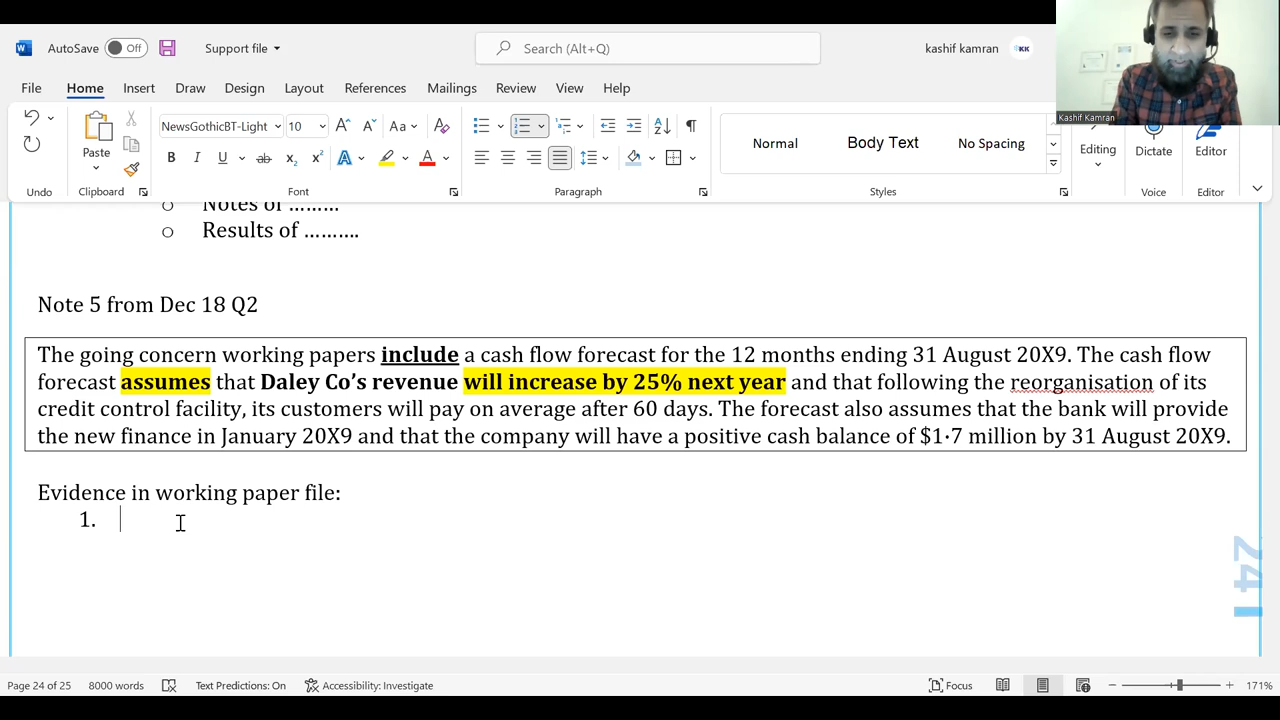 AutoSave Off Support file Search (Alt+Q) kashif kamran KK
Kashif Kamran
File Home Insert Draw Design Layout References Mailings Review View Help
NewsGothicBT-Light 10 Aa
Paste
B I U ab x₂ x² A A
Normal Body Text No Spacing
Editing Dictate Editor
Undo Clipboard Font Paragraph Styles Voice Editor
o Notes of ………
o Results of ……….
Note 5 from Dec 18 Q2
The going concern working papers include a cash flow forecast for the 12 months ending 31 August 20X9. The cash flow
forecast assumes that Daley Co’s revenue will increase by 25% next year and that following the reorganisation of its
credit control facility, its customers will pay on average after 60 days. The forecast also assumes that the bank will provide
the new finance in January 20X9 and that the company will have a positive cash balance of $1·7 million by 31 August 20X9.
Evidence in working paper file:
1.
24
Page 24 of 25 8000 words Text Predictions: On Accessibility: Investigate Focus 171%